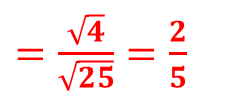 = √4/√25 = 2/5